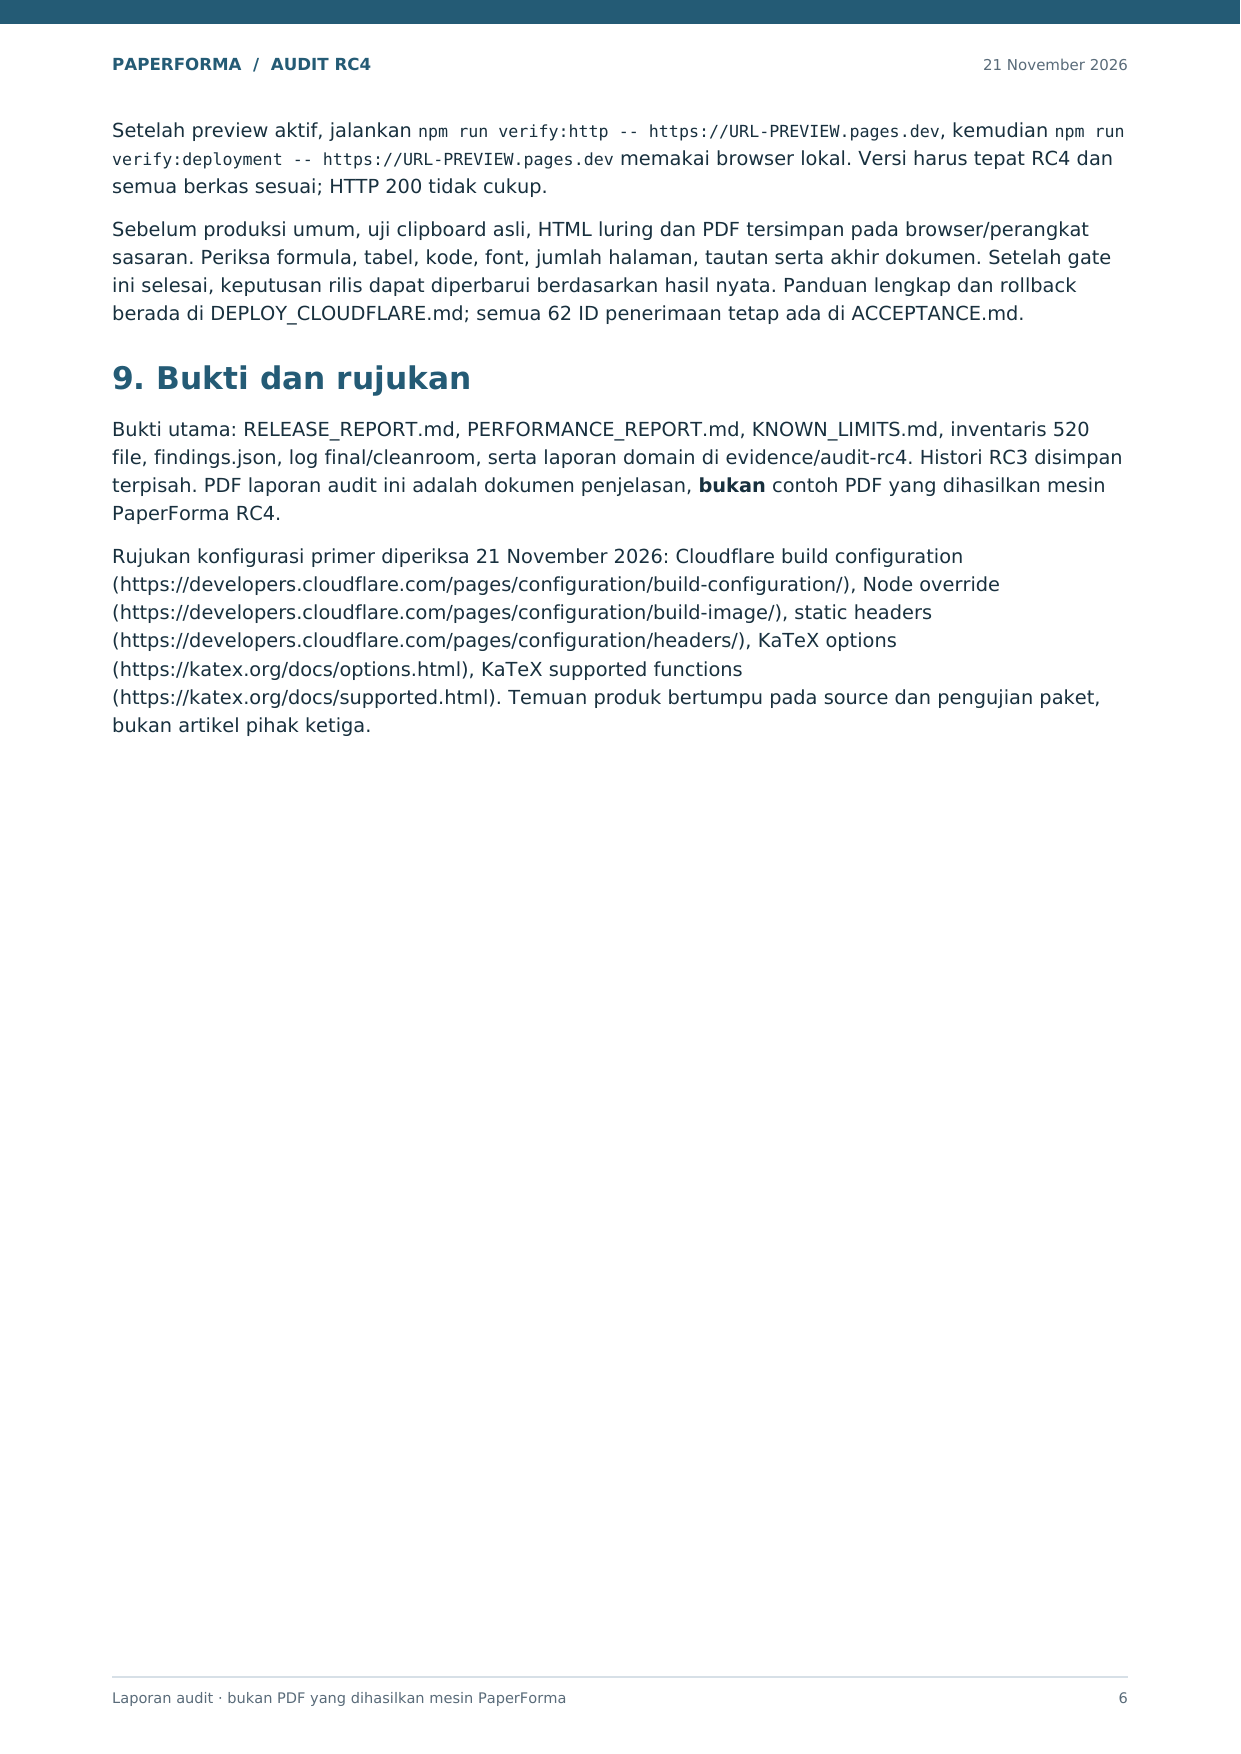 PAPERFORMA / AUDIT RC4
21 November 2026
Setelah preview aktif, jalankan npm run verify:http -- https://URL-PREVIEW.pages.dev, kemudian npm run
verify:deployment -- https://URL-PREVIEW.pages.dev memakai browser lokal. Versi harus tepat RC4 dan
semua berkas sesuai; HTTP 200 tidak cukup.
Sebelum produksi umum, uji clipboard asli, HTML luring dan PDF tersimpan pada browser/perangkat
sasaran. Periksa formula, tabel, kode, font, jumlah halaman, tautan serta akhir dokumen. Setelah gate
ini selesai, keputusan rilis dapat diperbarui berdasarkan hasil nyata. Panduan lengkap dan rollback
berada di DEPLOY_CLOUDFLARE.md; semua 62 ID penerimaan tetap ada di ACCEPTANCE.md.
9. Bukti dan rujukan
Bukti utama: RELEASE_REPORT.md, PERFORMANCE_REPORT.md, KNOWN_LIMITS.md, inventaris 520
file, findings.json, log final/cleanroom, serta laporan domain di evidence/audit-rc4. Histori RC3 disimpan
terpisah. PDF laporan audit ini adalah dokumen penjelasan, bukan contoh PDF yang dihasilkan mesin
PaperForma RC4.
Rujukan konfigurasi primer diperiksa 21 November 2026: Cloudflare build configuration
(https://developers.cloudflare.com/pages/configuration/build-configuration/), Node override
(https://developers.cloudflare.com/pages/configuration/build-image/), static headers
(https://developers.cloudflare.com/pages/configuration/headers/), KaTeX options
(https://katex.org/docs/options.html), KaTeX supported functions
(https://katex.org/docs/supported.html). Temuan produk bertumpu pada source dan pengujian paket,
bukan artikel pihak ketiga.
Laporan audit · bukan PDF yang dihasilkan mesin PaperForma
6